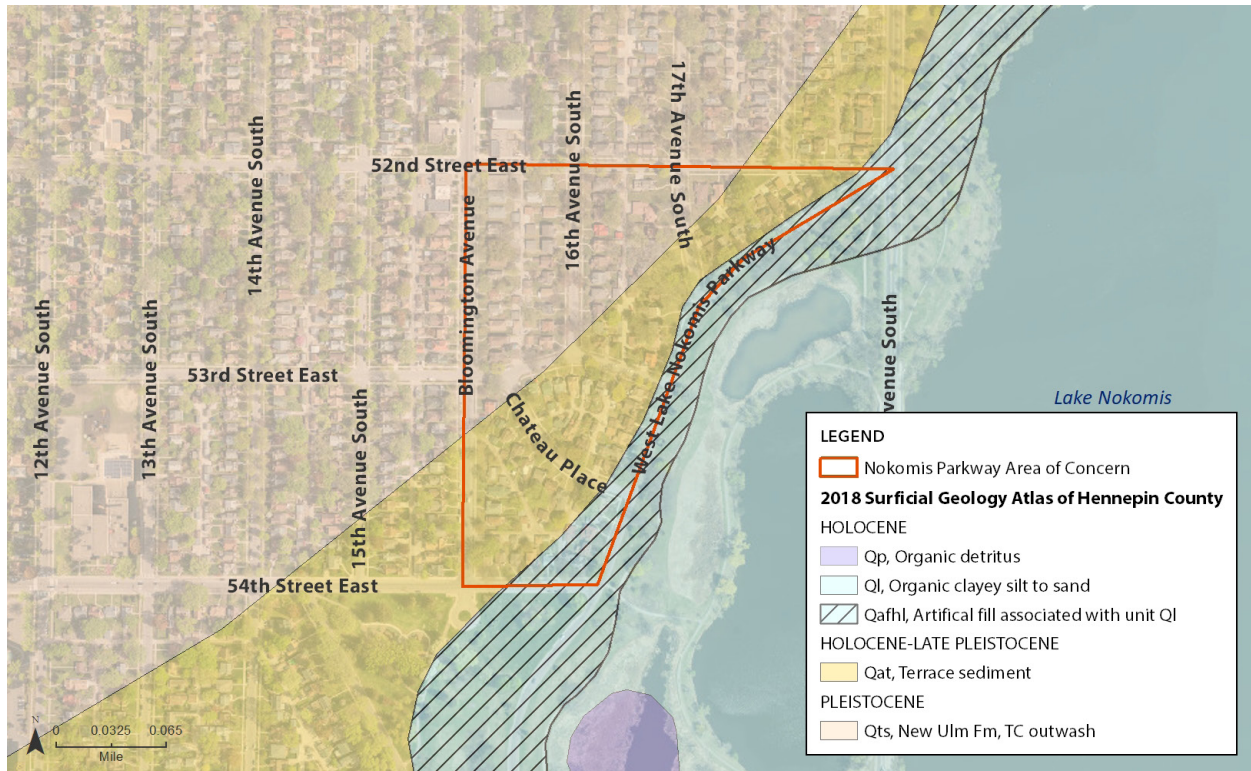 52nd Street East
53rd Street East
54th Street East
12th Avenue South
13th Avenue South
14th Avenue South
15th Avenue South
Bloomington Avenue
16th Avenue South
17th Avenue South
Chateau Place
West Lake Nokomis Parkway
venue South
Lake Nokomis
LEGEND
Nokomis Parkway Area of Concern
2018 Surficial Geology Atlas of Hennepin County
HOLOCENE
Qp, Organic detritus
Ql, Organic clayey silt to sand
Qafhl, Artifical fill associated with unit Ql
HOLOCENE-LATE PLEISTOCENE
Qat, Terrace sediment
PLEISTOCENE
Qts, New Ulm Fm, TC outwash
N
0 0.0325 0.065
Mile